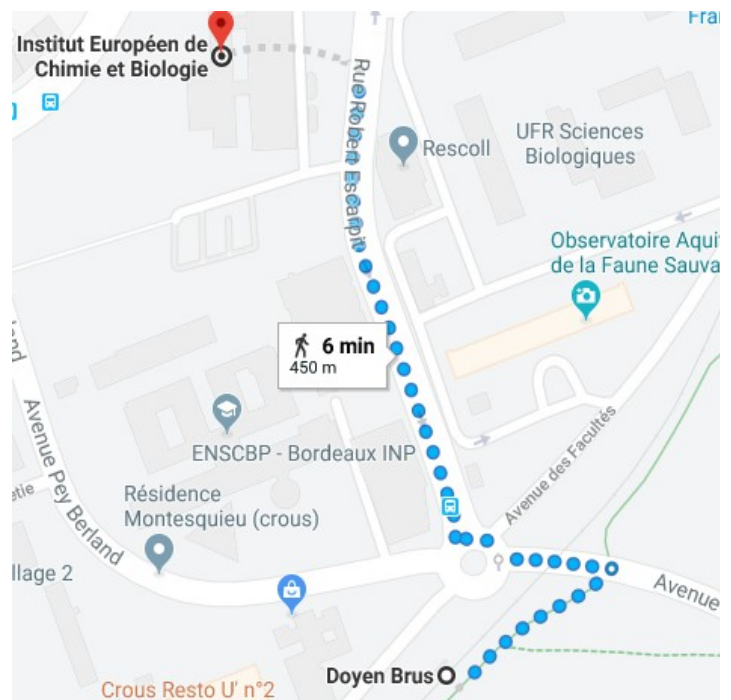 Fra
Institut Européen de
Chimie et Biologie
Rue Robert Escarpit
Rescoll
UFR Sciences
Biologiques
Observatoire Aqui
de la Faune Sauva
6 min
450 m
ENSCBP - Bordeaux INP
Avenue des Facultés
Avenue Pey Berland
Résidence
Montesquieu (crous)
llage 2
Avenue
Doyen Brus
Crous Resto U' n°2